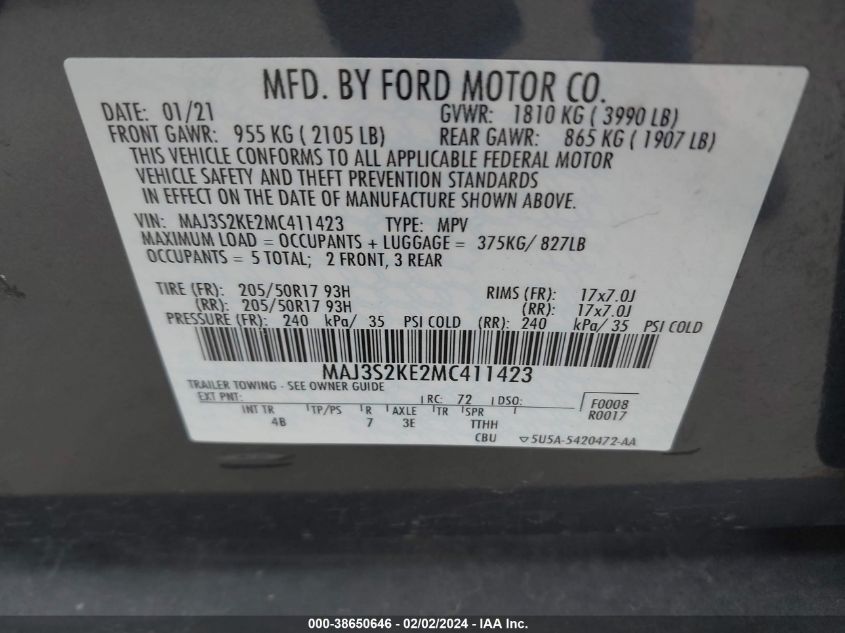 MFD. BY FORD MOTOR CO.
DATE: 01/21 GVWR: 1810 KG ( 3990 LB)
FRONT GAWR: 955 KG ( 2105 LB) REAR GAWR: 865 KG ( 1907 LB)
THIS VEHICLE CONFORMS TO ALL APPLICABLE FEDERAL MOTOR
VEHICLE SAFETY AND THEFT PREVENTION STANDARDS
IN EFFECT ON THE DATE OF MANUFACTURE SHOWN ABOVE.
VIN: MAJ3S2KE2MC411423 TYPE: MPV
MAXIMUM LOAD = OCCUPANTS + LUGGAGE = 375KG/ 827LB
OCCUPANTS = 5 TOTAL; 2 FRONT, 3 REAR
TIRE (FR): 205/50R17 93H RIMS (FR): 17x7.0J
(RR): 205/50R17 93H (RR): 17x7.0J
PRESSURE (FR): 240 kPa/ 35 PSI COLD (RR): 240 kPa/ 35 PSI COLD
MAJ3S2KE2MC411423
TRAILER TOWING - SEE OWNER GUIDE
EXT PNT: RC: 72 DSO: F0008
INT TR TP/PS R AXLE TR SPR R0017
4B 7 3E TTHH
CBU 5U5A-5420472-AA
000-38650646 - 02/02/2024 - IAA Inc.